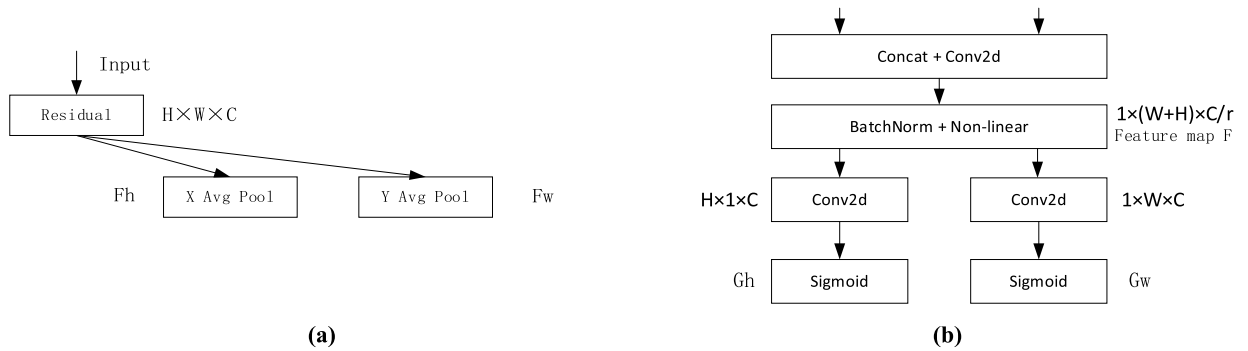 Input
Residual
H×W×C
Fh
X Avg Pool
Y Avg Pool
Fw
(a)
Concat + Conv2d
BatchNorm + Non-linear
1×(W+H)×C/r
Feature map F
H×1×C
Conv2d
Conv2d
1×W×C
Gh
Sigmoid
Sigmoid
Gw
(b)